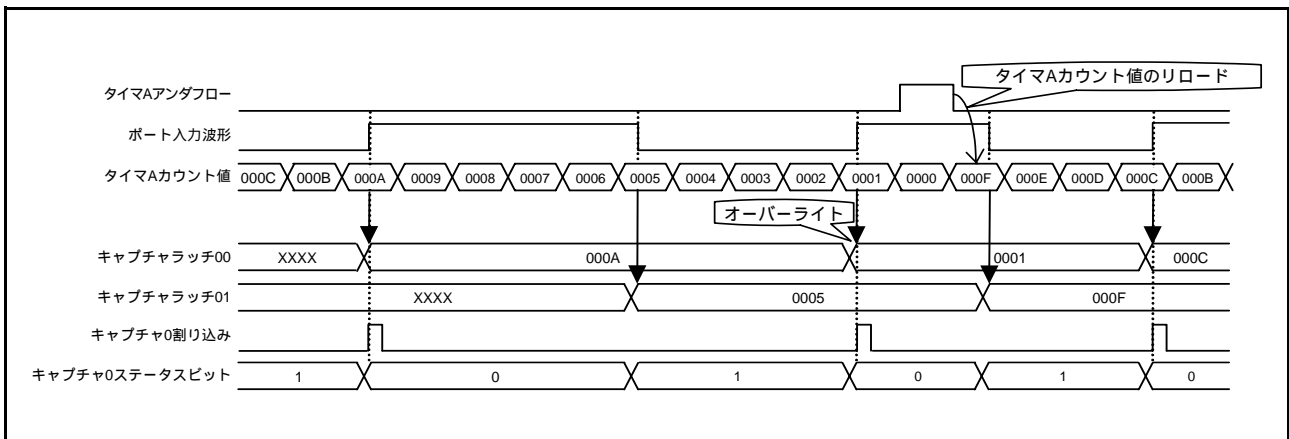 タイマAカウント値のリロード
タイマAアンダフロー
ポート入力波形
タイマAカウント値 000C 000B 000A 0009 0008 0007 0006 0005 0004 0003 0002 0001 0000 000F 000E 000D 000C 000B
オーバーライト
キャプチャラッチ00 XXXX 000A 0001 000C
キャプチャラッチ01 XXXX 0005 000F
キャプチャ0割り込み
キャプチャ0ステータスビット 1 0 1 0 1 0